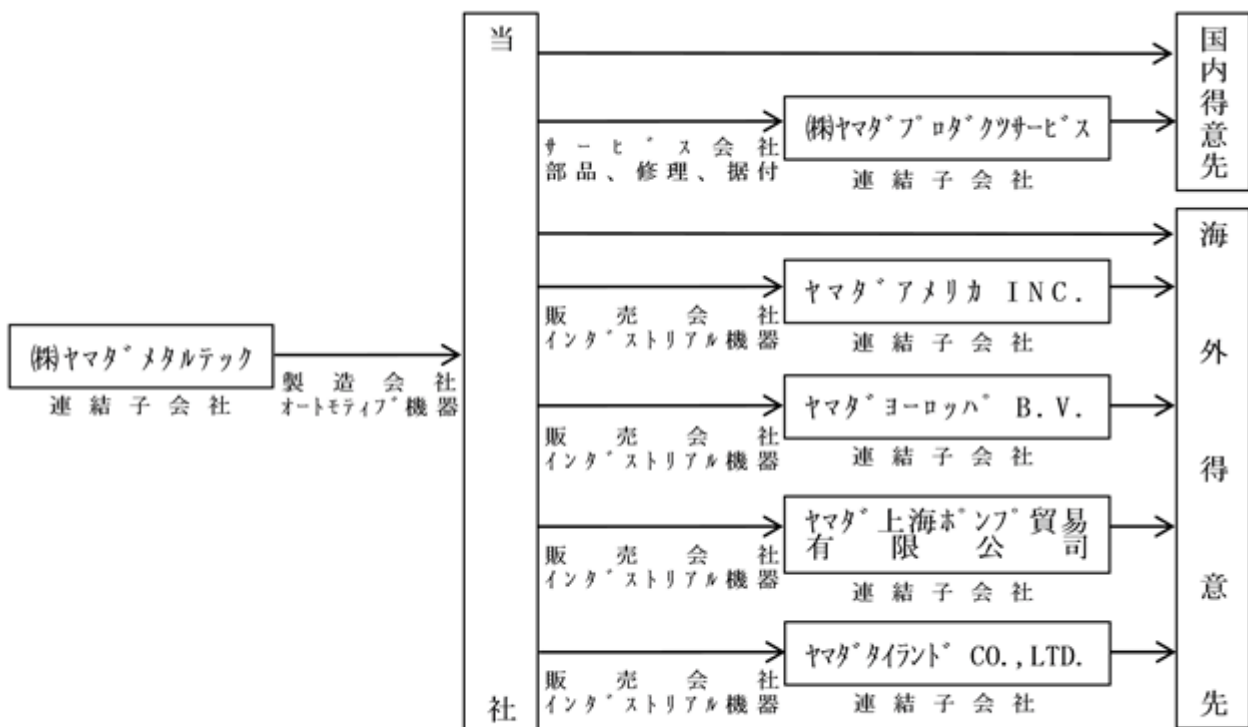 ㈱ヤマダメタルテック
連結子会社
製造会社
オートモティブ機器
当社
サービス会社
部品、修理、据付
㈱ヤマダプロダクツサービス
連結子会社
国内得意先
販売会社
インダストリアル機器
ヤマダアメリカ INC.
連結子会社
販売会社
インダストリアル機器
ヤマダヨーロッパ B.V.
連結子会社
販売会社
インダストリアル機器
ヤマダ上海ポンプ貿易
有限公司
連結子会社
販売会社
インダストリアル機器
ヤマダタイランド CO.,LTD.
連結子会社
海外得意先